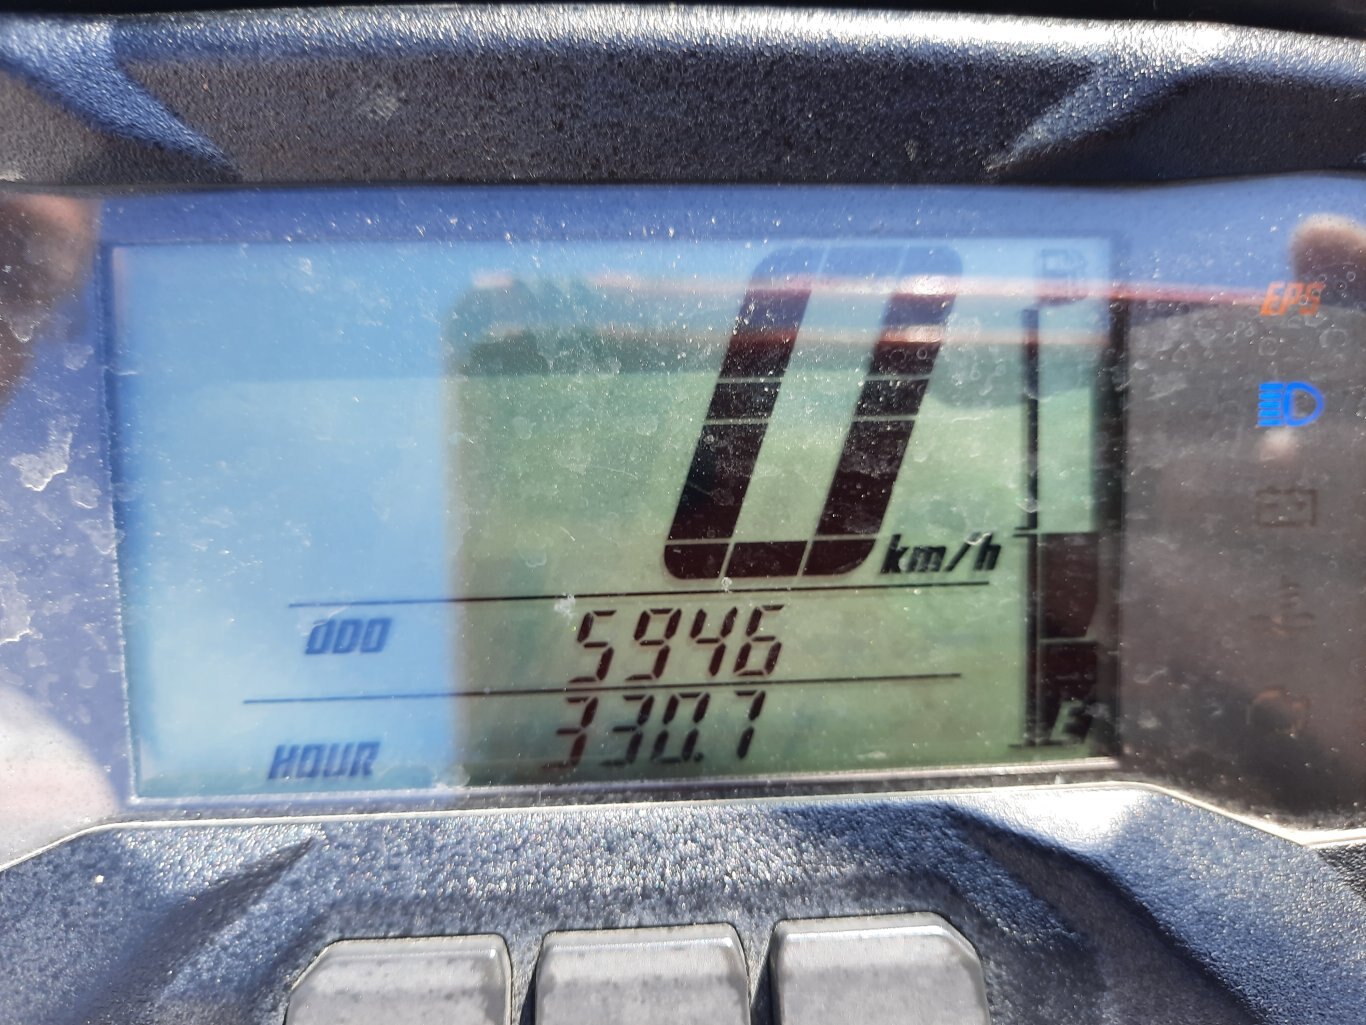 0 km/h
EPS
ODO 5946
HOUR 330.7
E